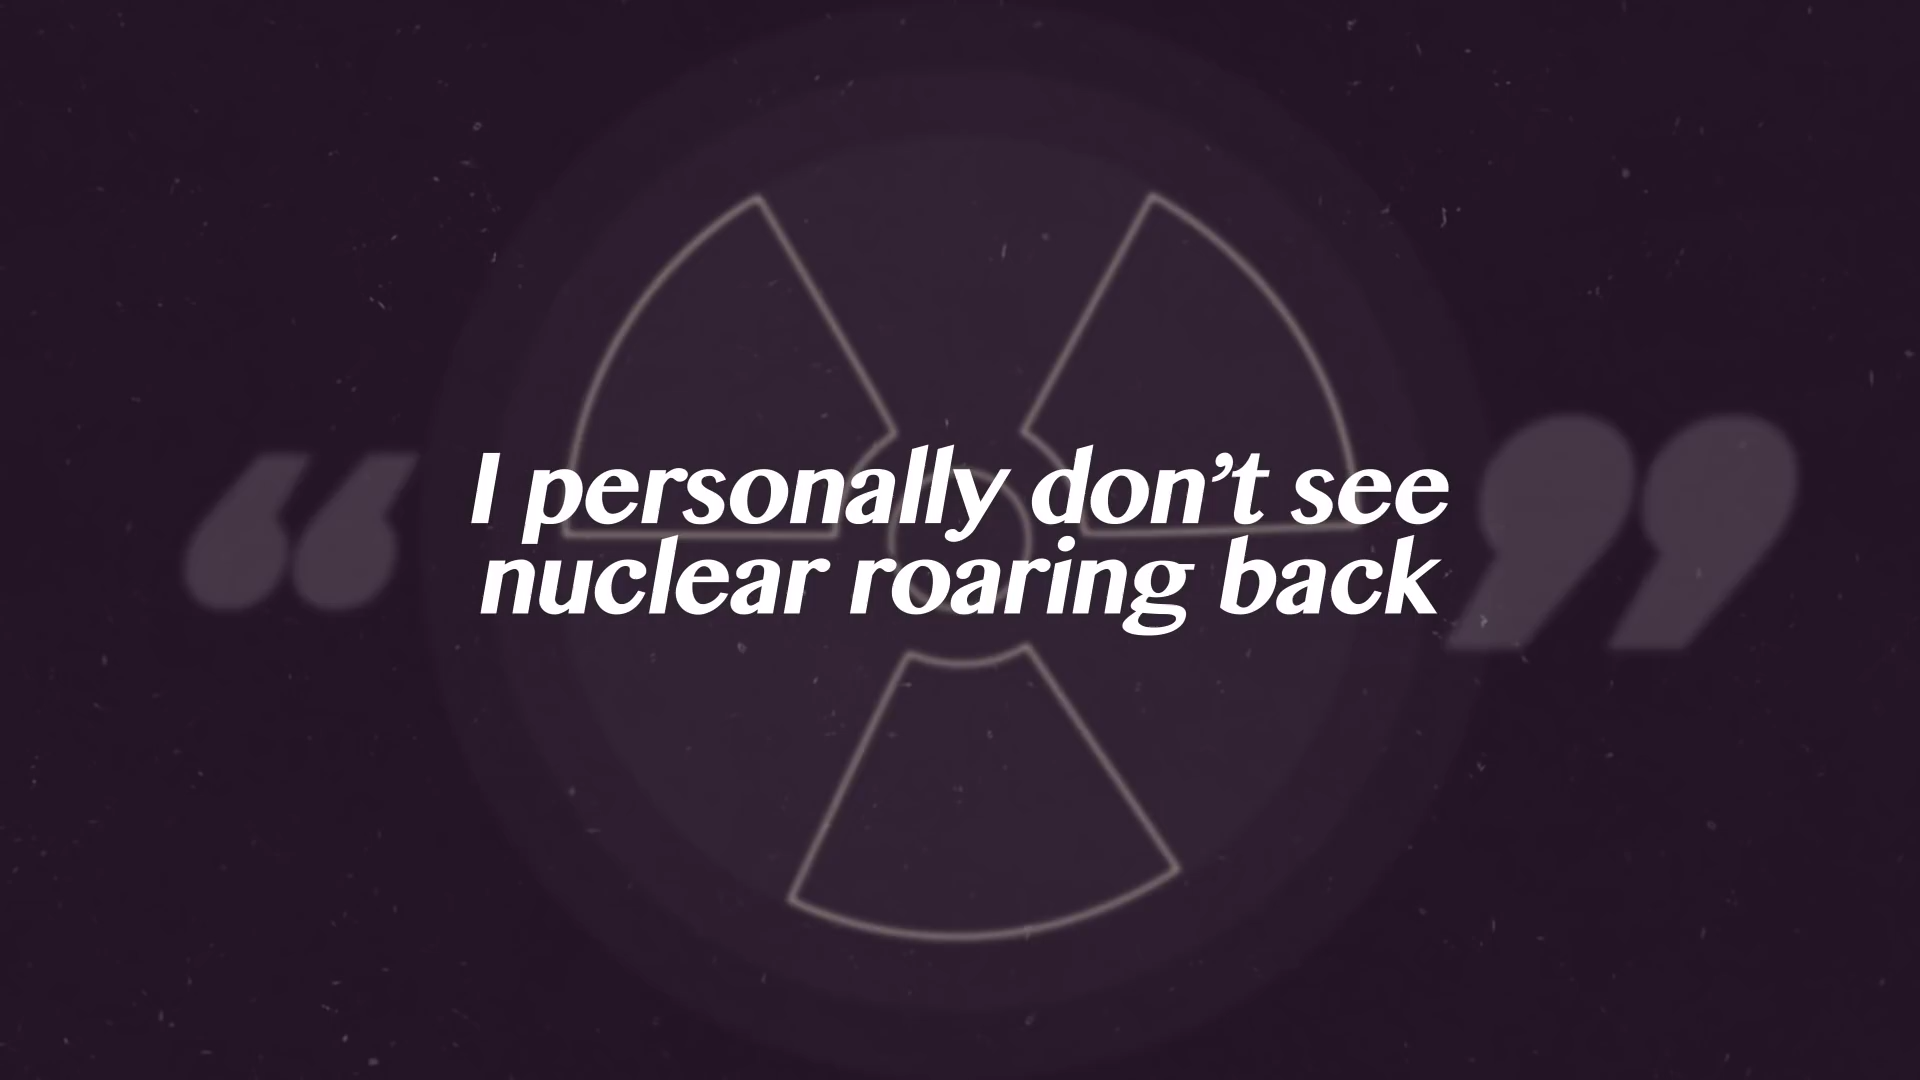 “ I personally don’t see ”
nuclear roaring back